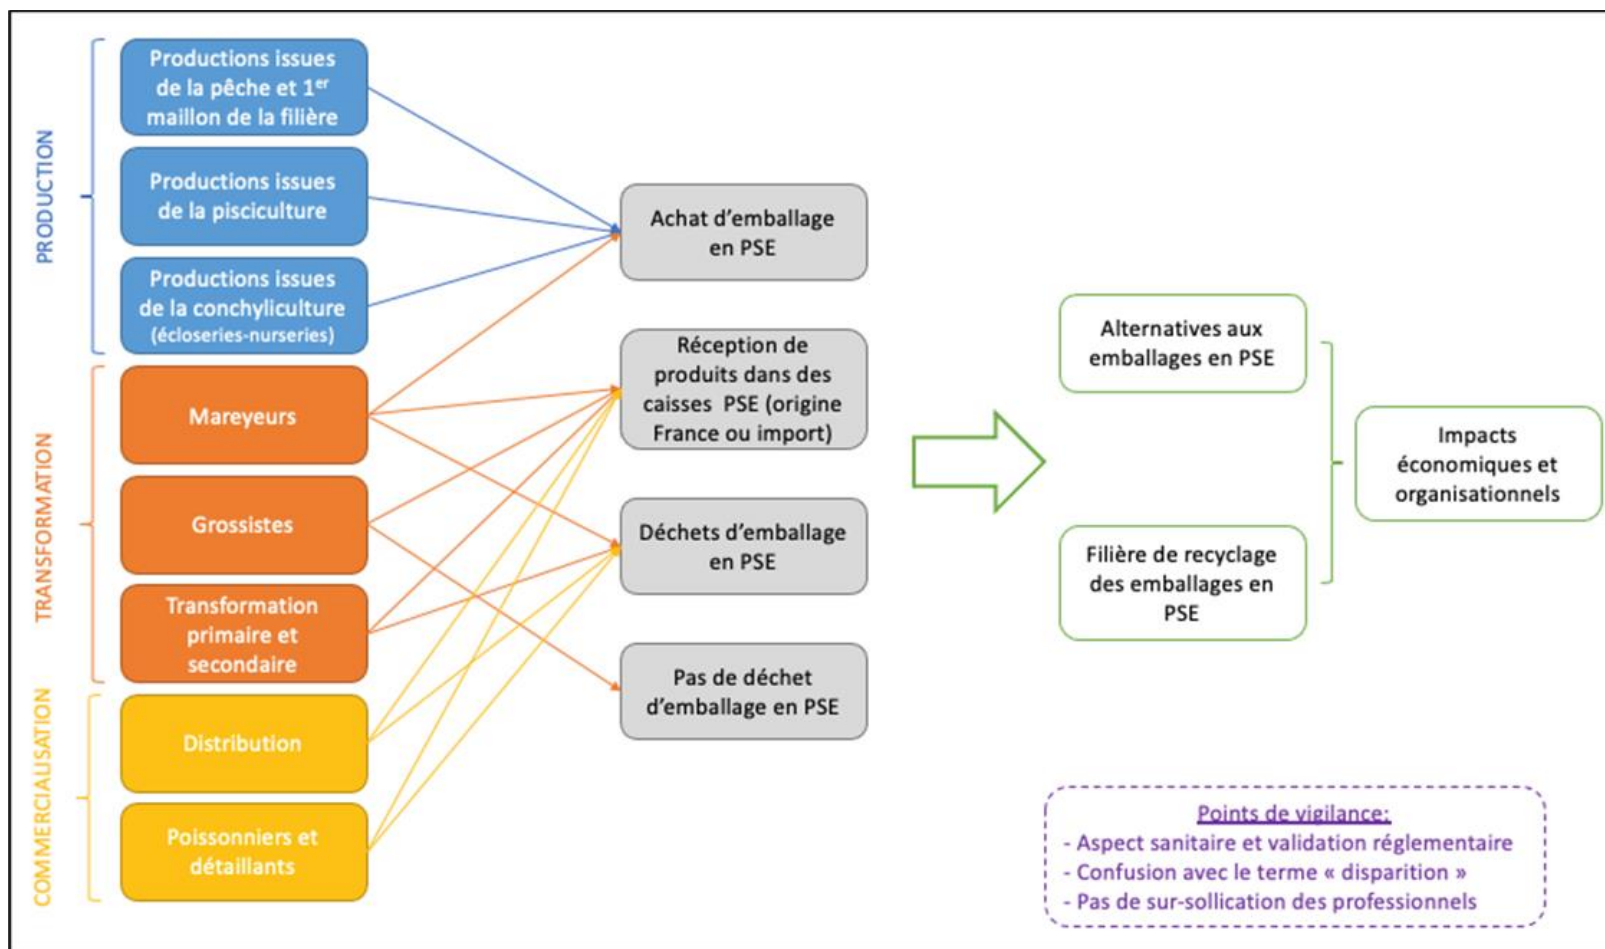 PRODUCTION
Productions issues
de la pêche et 1er
maillon de la filière
Productions issues
de la pisciculture
Productions issues
de la conchyliculture
(écloseries-nurseries)
TRANSFORMATION
Mareyeurs
Grossistes
Transformation
primaire et
secondaire
COMMERCIALISATION
Distribution
Poissonniers et
détaillants
Achat d’emballage
en PSE
Réception de
produits dans des
caisses PSE (origine
France ou import)
Déchets d’emballage
en PSE
Pas de déchet
d’emballage en PSE
Alternatives aux
emballages en PSE
Filière de recyclage
des emballages en
PSE
Impacts
économiques et
organisationnels
Points de vigilance:
- Aspect sanitaire et validation réglementaire
- Confusion avec le terme « disparition »
- Pas de sur-sollication des professionnels